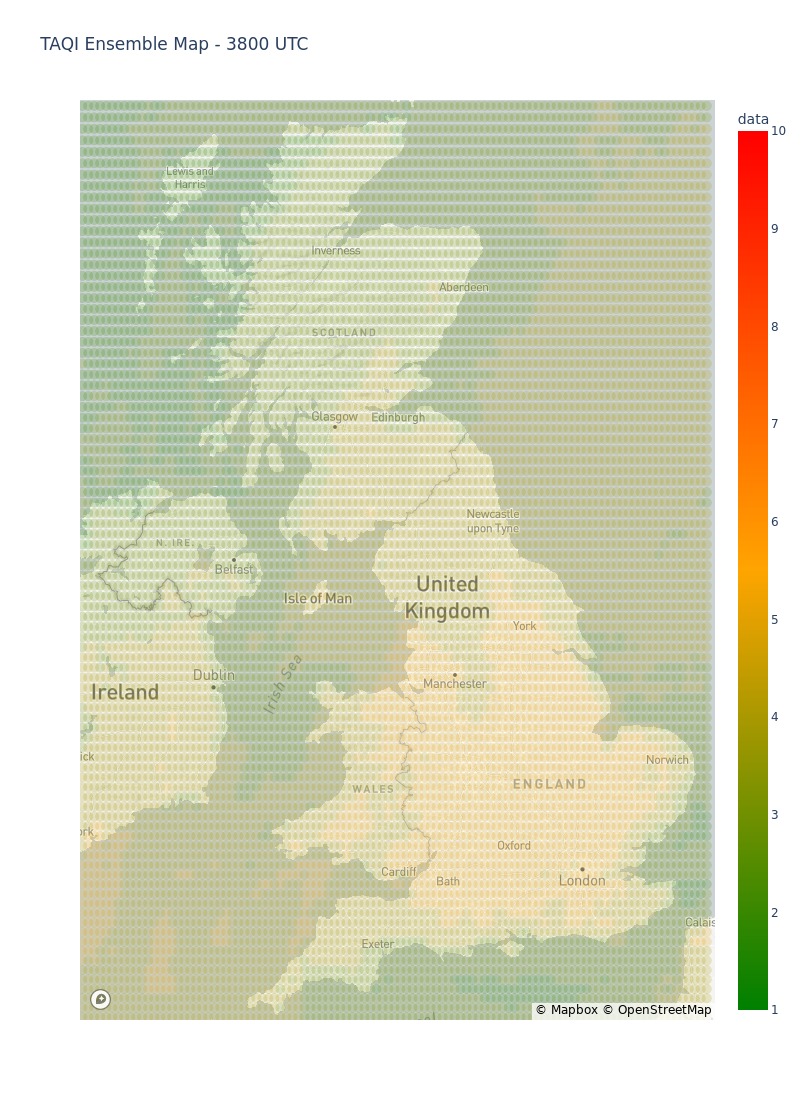 TAQI Ensemble Map - 3800 UTC
data
10
9
8
7
6
5
4
3
2
1
Lewis and
Harris
Inverness
Aberdeen
SCOTLAND
Glasgow
Edinburgh
Newcastle
upon Tyne
N. IRE.
Belfast
Isle of Man
United
Kingdom
York
Irish Sea
Dublin
Ireland
Manchester
ick
Norwich
WALES
ENGLAND
ork
Oxford
Cardiff
Bath
London
Calais
Exeter
© Mapbox © OpenStreetMap